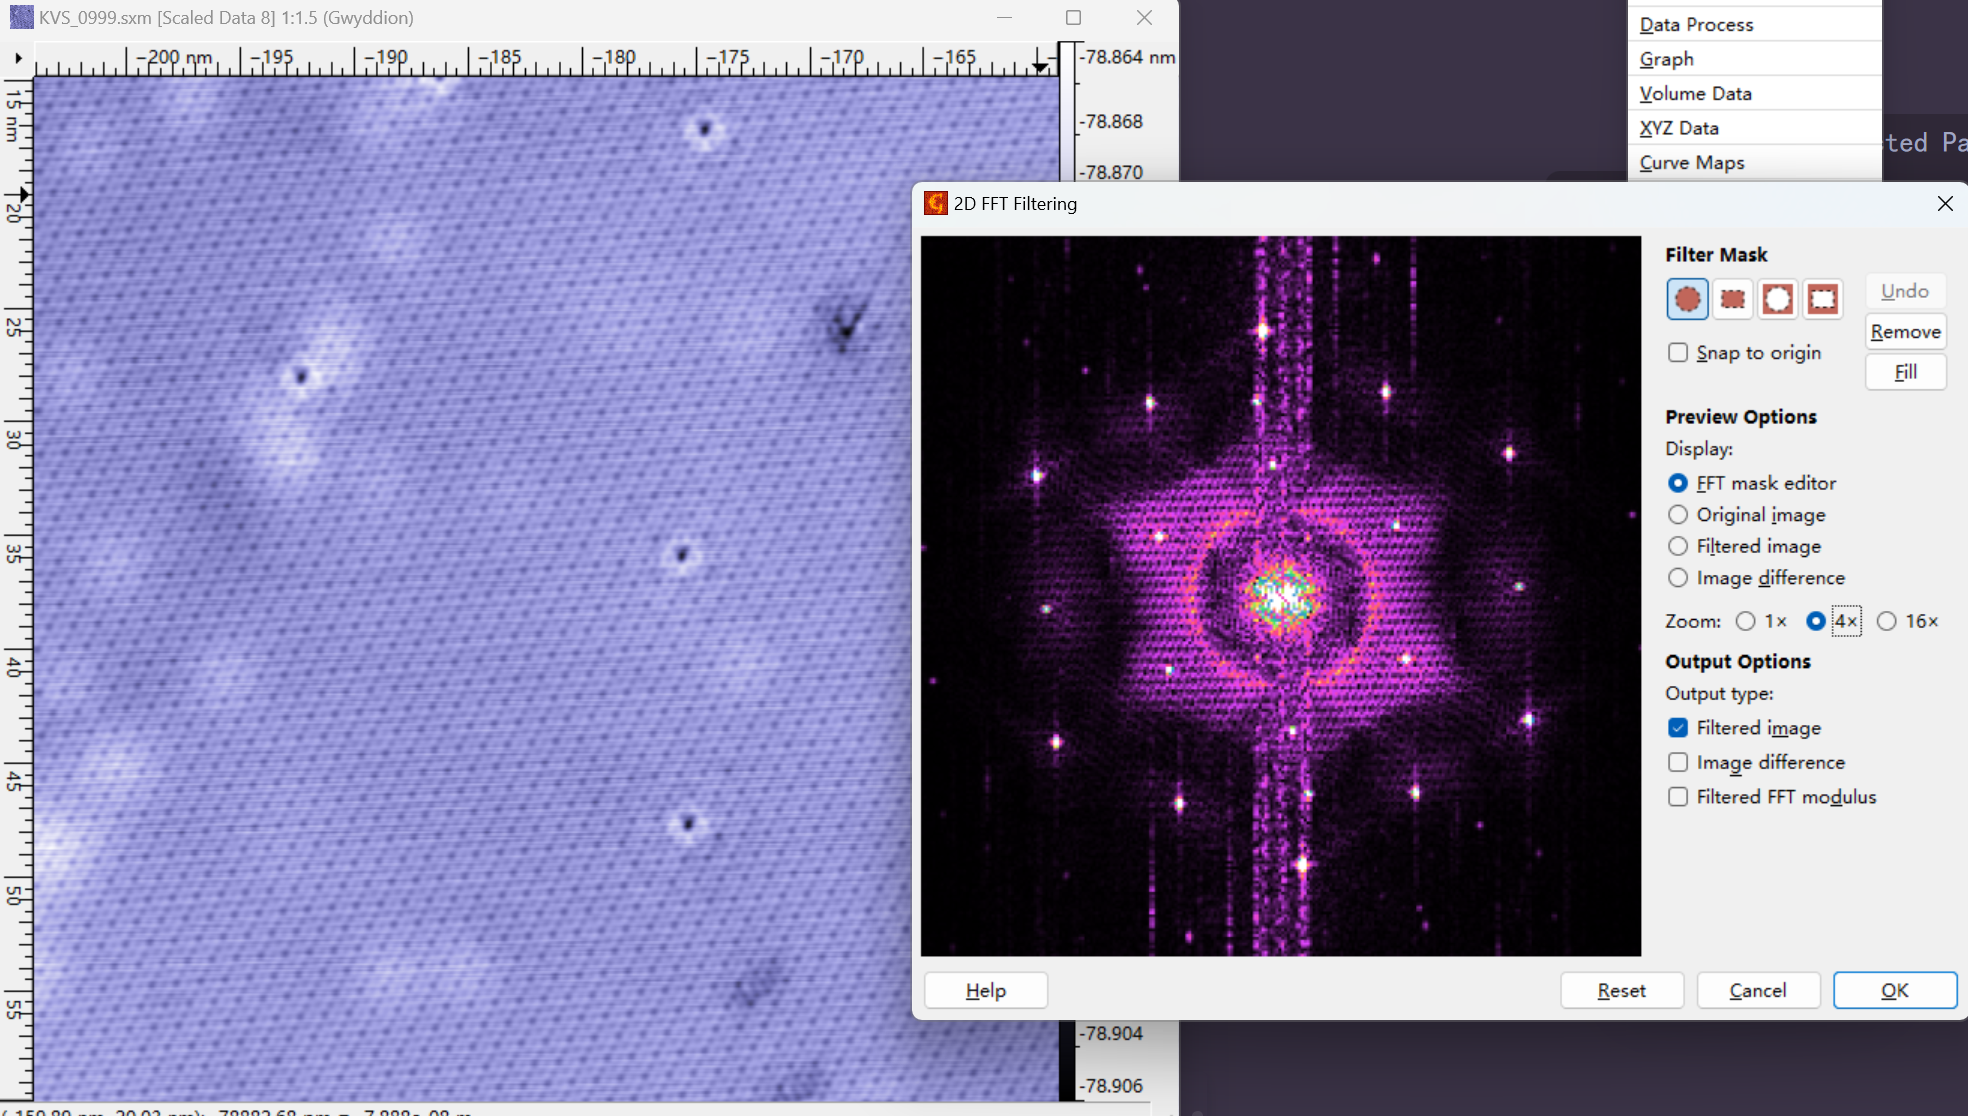 KVS_0999.sxm [Scaled Data 8] 1:1.5 (Gwyddion)
−200 nm −195 −190 −185 −180 −175 −170 −165
-78.864 nm
-78.868
-78.870
-78.904
-78.906
15 nm
20
25
30
35
40
45
50
55
Data Process
Graph
Volume Data
XYZ Data
Curve Maps
2D FFT Filtering
Filter Mask
Undo
Remove
Snap to origin
Fill
Preview Options
Display:
FFT mask editor
Original image
Filtered image
Image difference
Zoom: 1× 4× 16×
Output Options
Output type:
Filtered image
Image difference
Filtered FFT modulus
Help
Reset
Cancel
OK